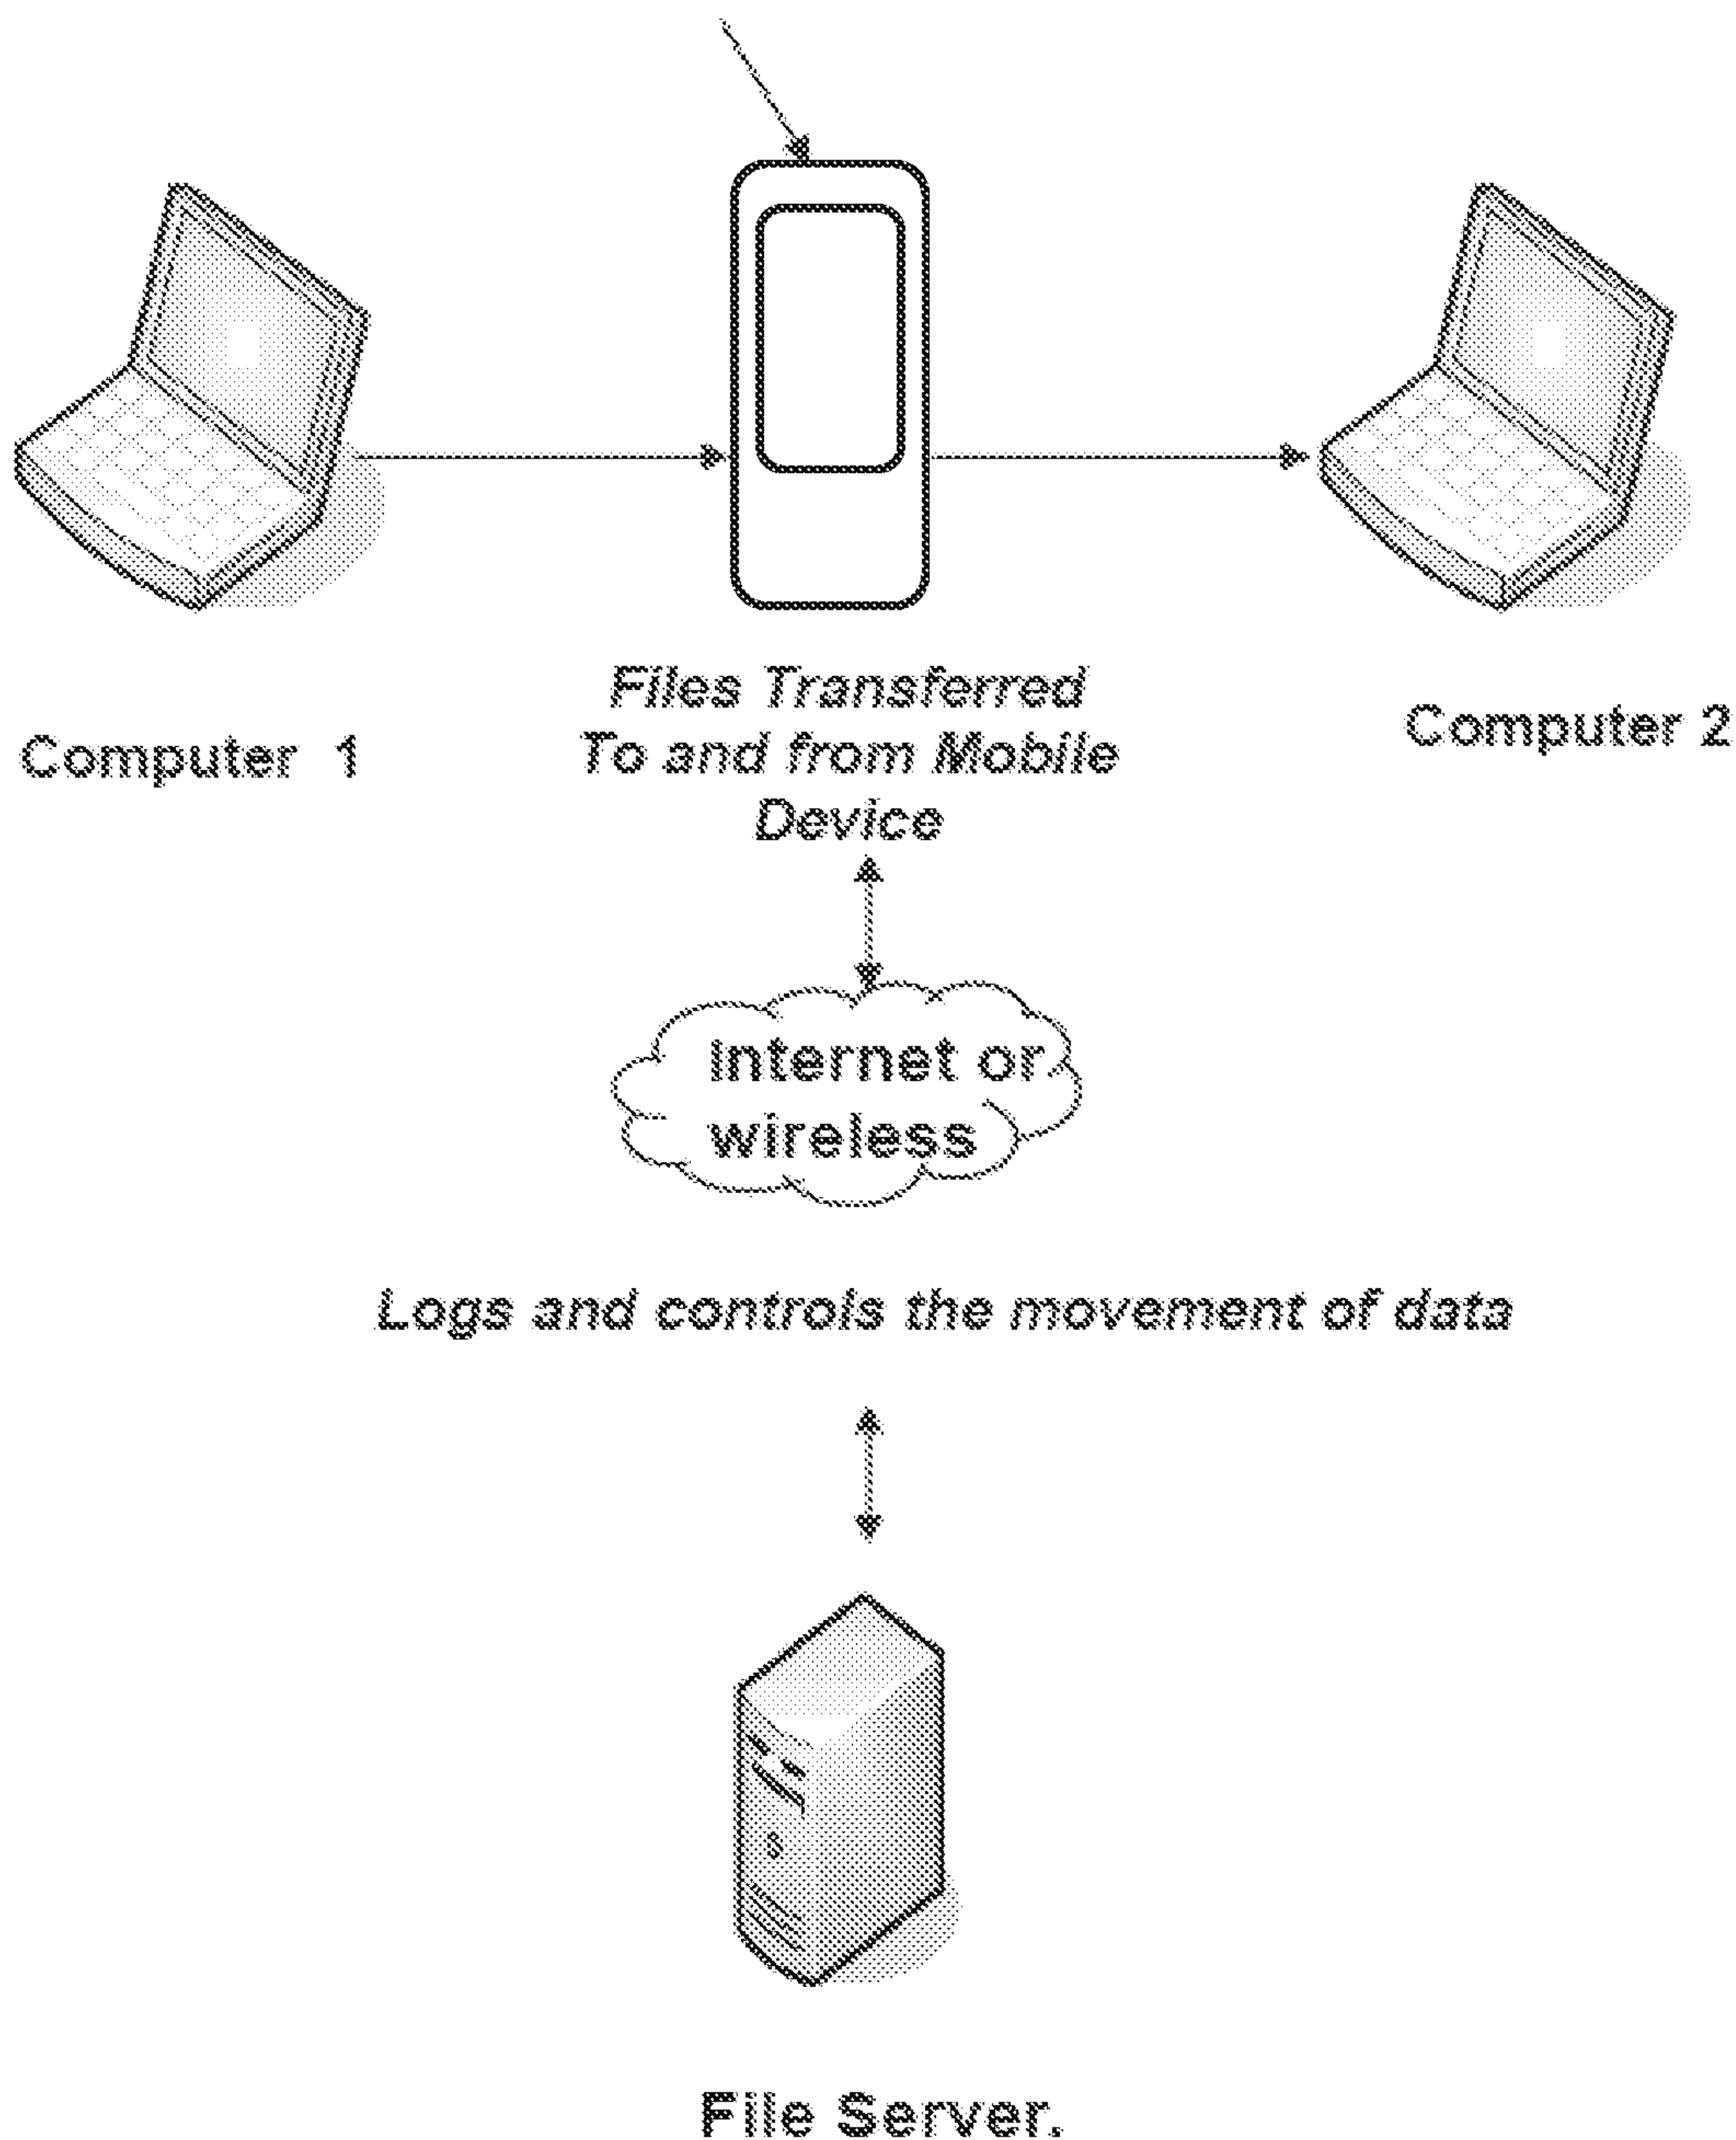 Files Transferred
To and from Mobile
Device
Computer 1
Computer 2
Internet or
wireless
Logs and controls the movement of data
File Server.